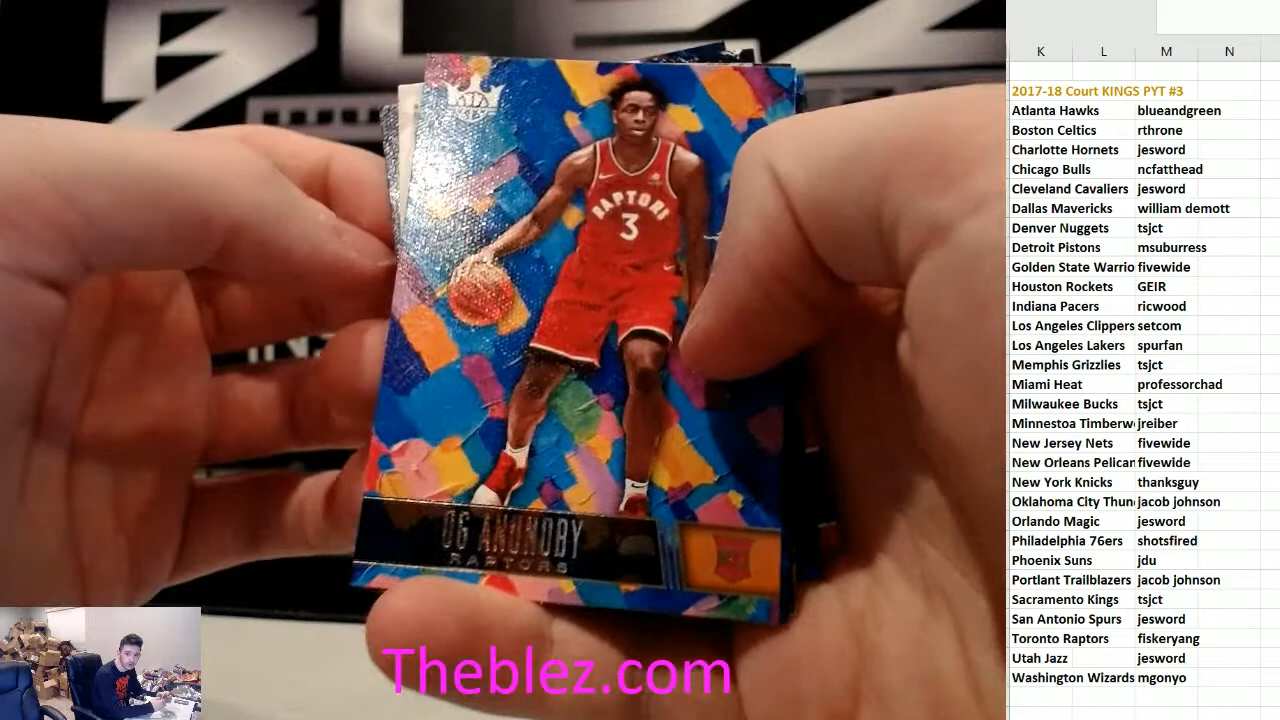 BLEZ
RAPTORS
3
OG ANUNOBY
RAPTORS
Theblez.com
K L M N
2017-18 Court KINGS PYT #3
Atlanta Hawks blueandgreen
Boston Celtics rthrone
Charlotte Hornets jesword
Chicago Bulls ncfatthead
Cleveland Cavaliers jesword
Dallas Mavericks william demott
Denver Nuggets tsjct
Detroit Pistons msuburress
Golden State Warrio fivewide
Houston Rockets GEIR
Indiana Pacers ricwood
Los Angeles Clippers setcom
Los Angeles Lakers spurfan
Memphis Grizzlies tsjct
Miami Heat professorchad
Milwaukee Bucks tsjct
Minnestoa Timberw jreiber
New Jersey Nets fivewide
New Orleans Pelican fivewide
New York Knicks thanksguy
Oklahoma City Thun jacob johnson
Orlando Magic jesword
Philadelphia 76ers shotsfired
Phoenix Suns jdu
Portlant Trailblazers jacob johnson
Sacramento Kings tsjct
San Antonio Spurs jesword
Toronto Raptors fiskeryang
Utah Jazz jesword
Washington Wizards mgonyo